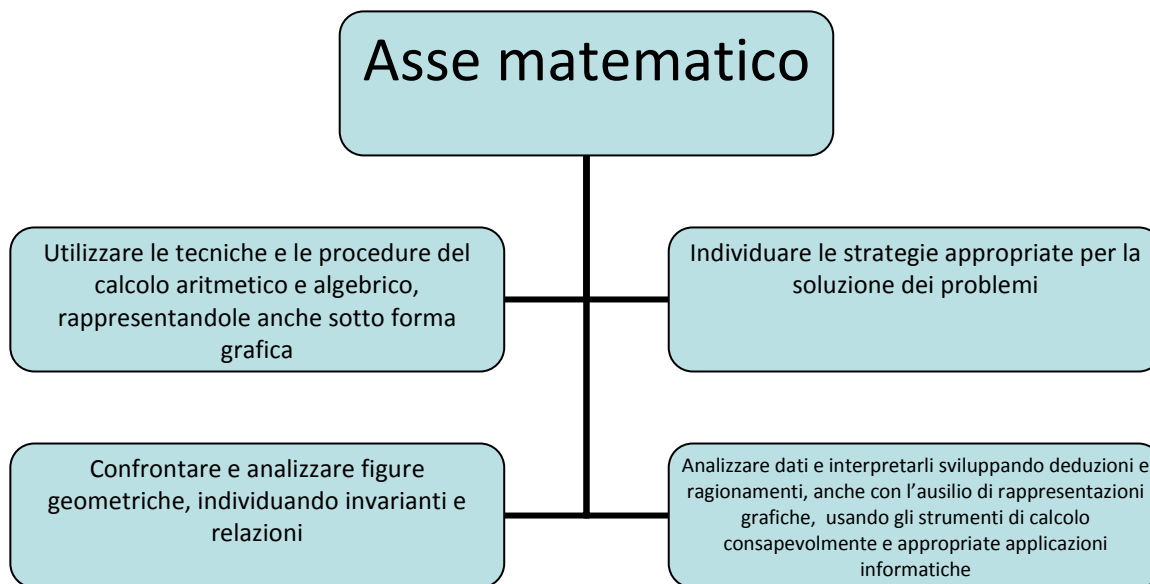 Asse matematico
Utilizzare le tecniche e le procedure del
calcolo aritmetico e algebrico,
rappresentandole anche sotto forma
grafica
Individuare le strategie appropriate per la
soluzione dei problemi
Confrontare e analizzare figure
geometriche, individuando invarianti e
relazioni
Analizzare dati e interpretarli sviluppando deduzioni e
ragionamenti, anche con l’ausilio di rappresentazioni
grafiche, usando gli strumenti di calcolo
consapevolmente e appropriate applicazioni
informatiche